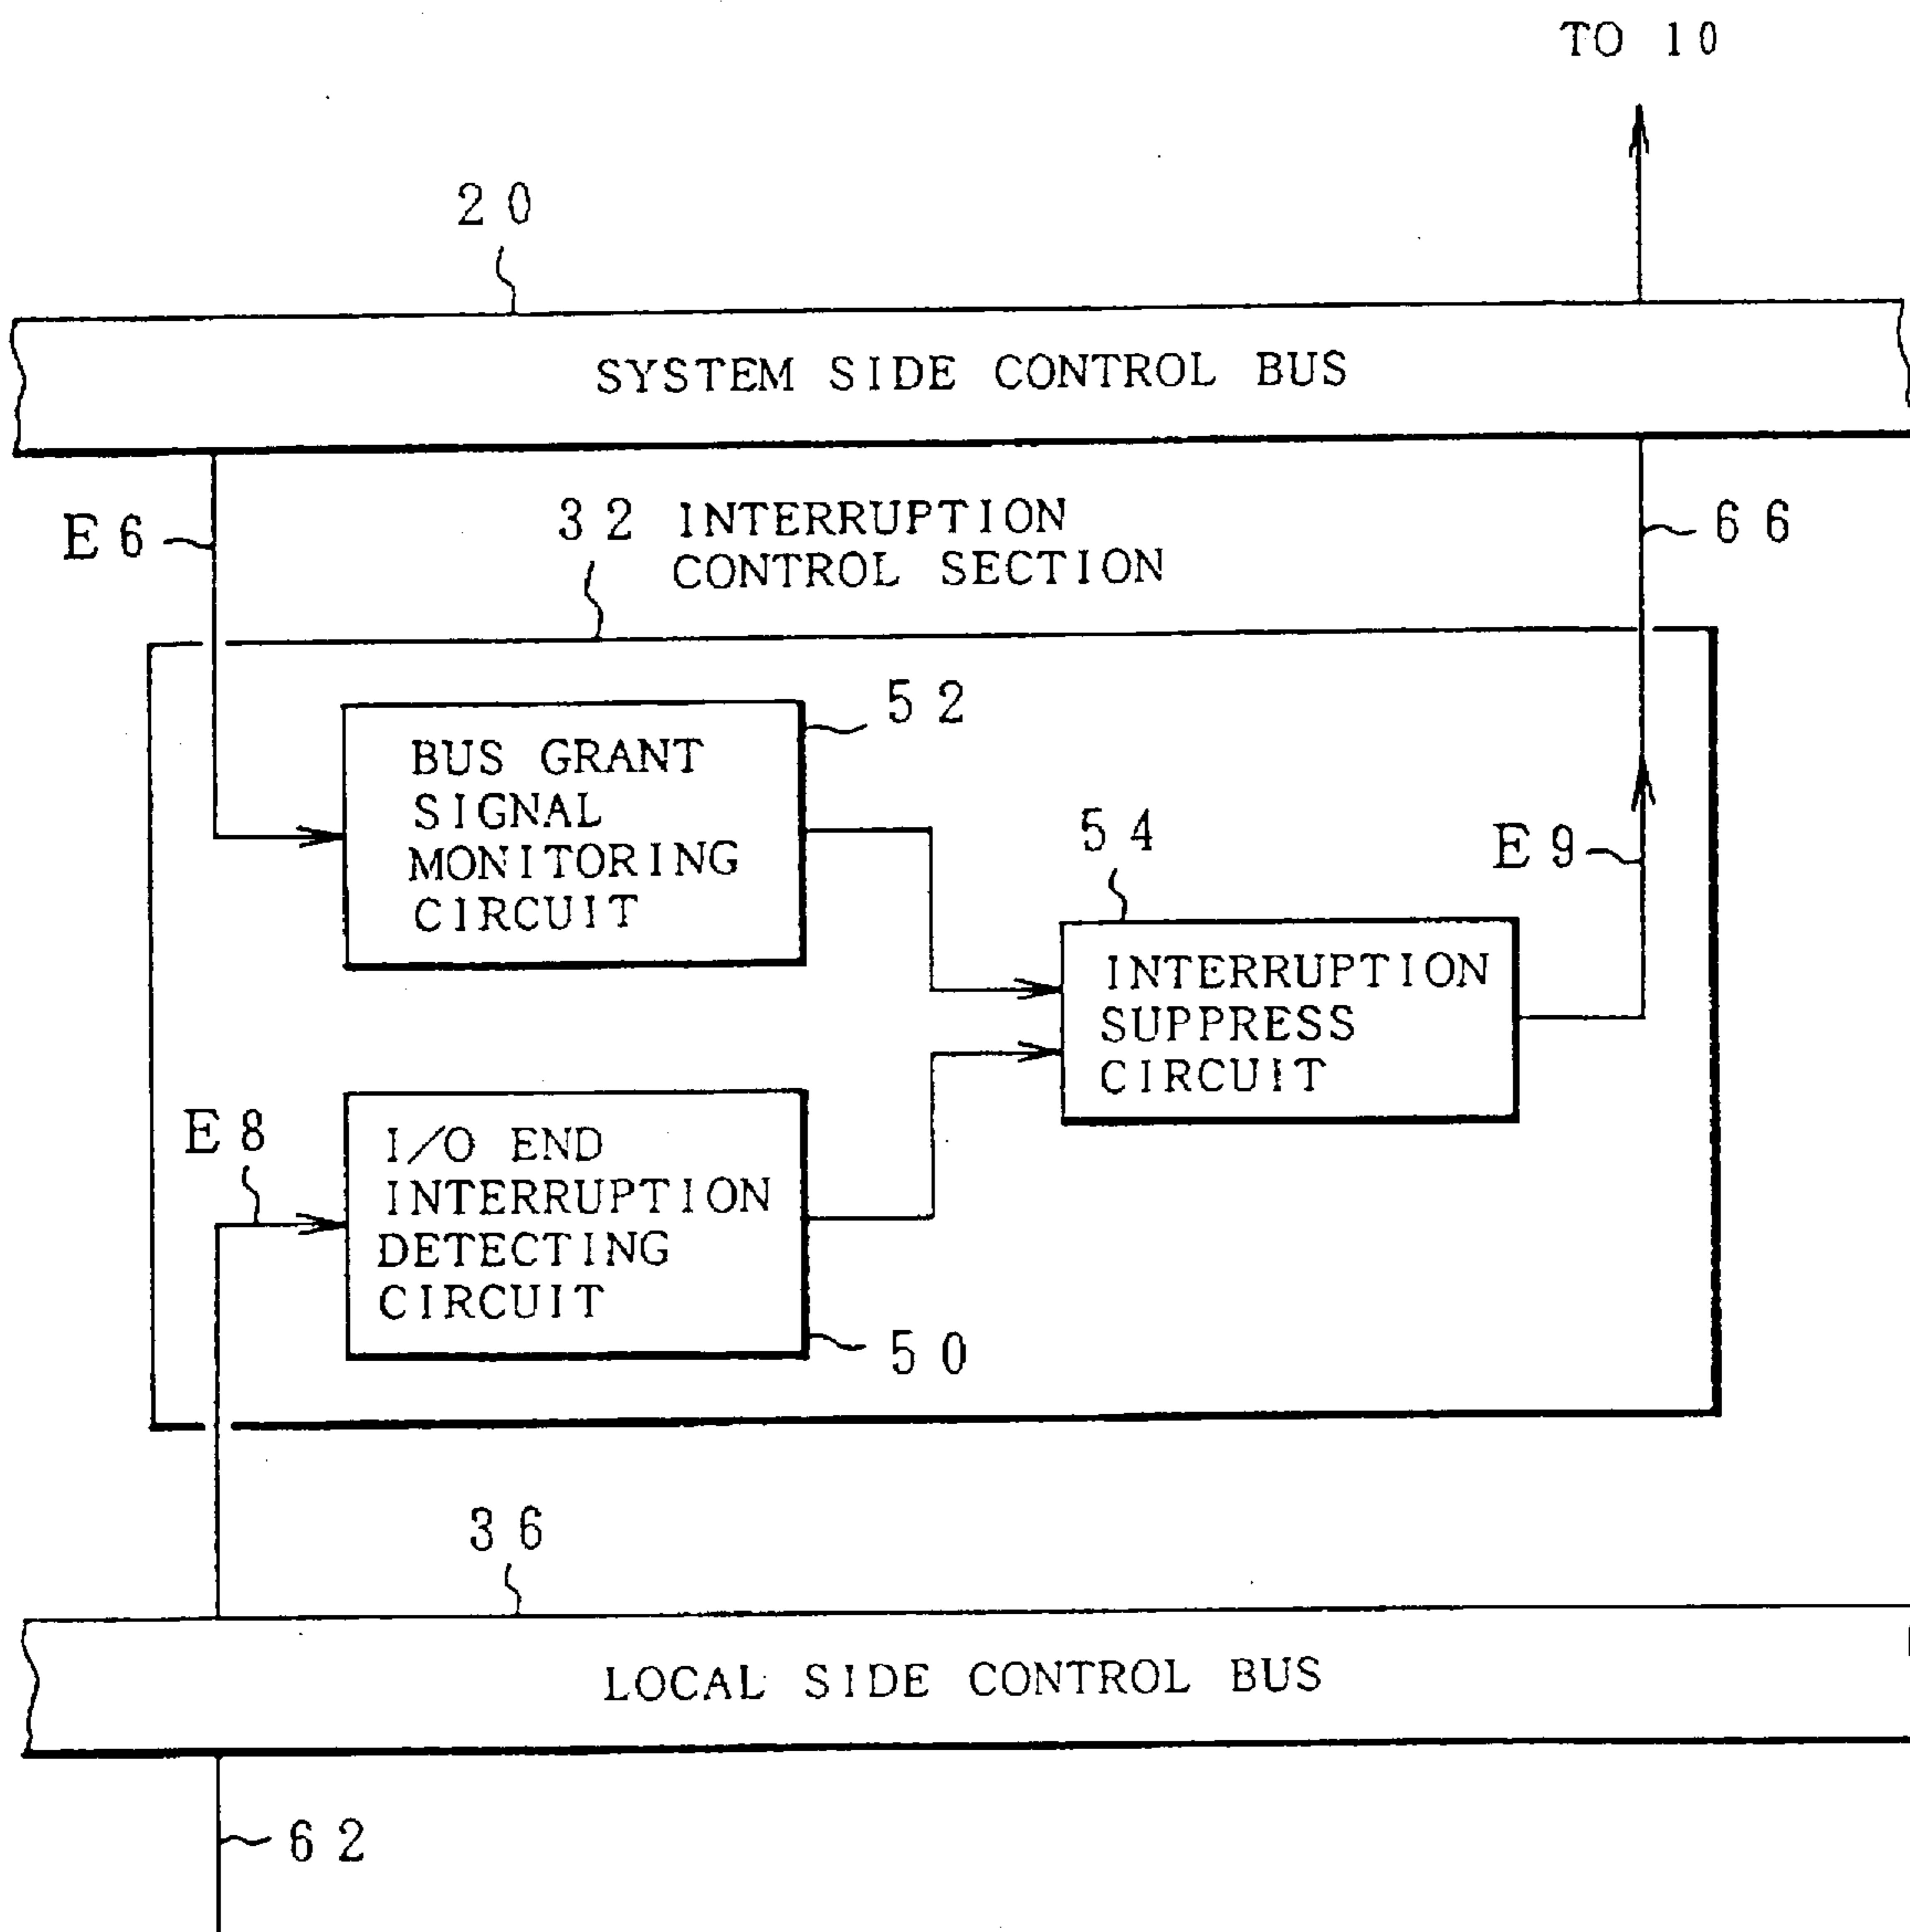 TO 10
20
SYSTEM SIDE CONTROL BUS
E6
32 INTERRUPTION
CONTROL SECTION
66
52
BUS GRANT
SIGNAL
MONITORING
CIRCUIT
54
E9
INTERRUPTION
SUPPRESS
CIRCUIT
E8
I/O END
INTERRUPTION
DETECTING
CIRCUIT
50
36
LOCAL SIDE CONTROL BUS
62